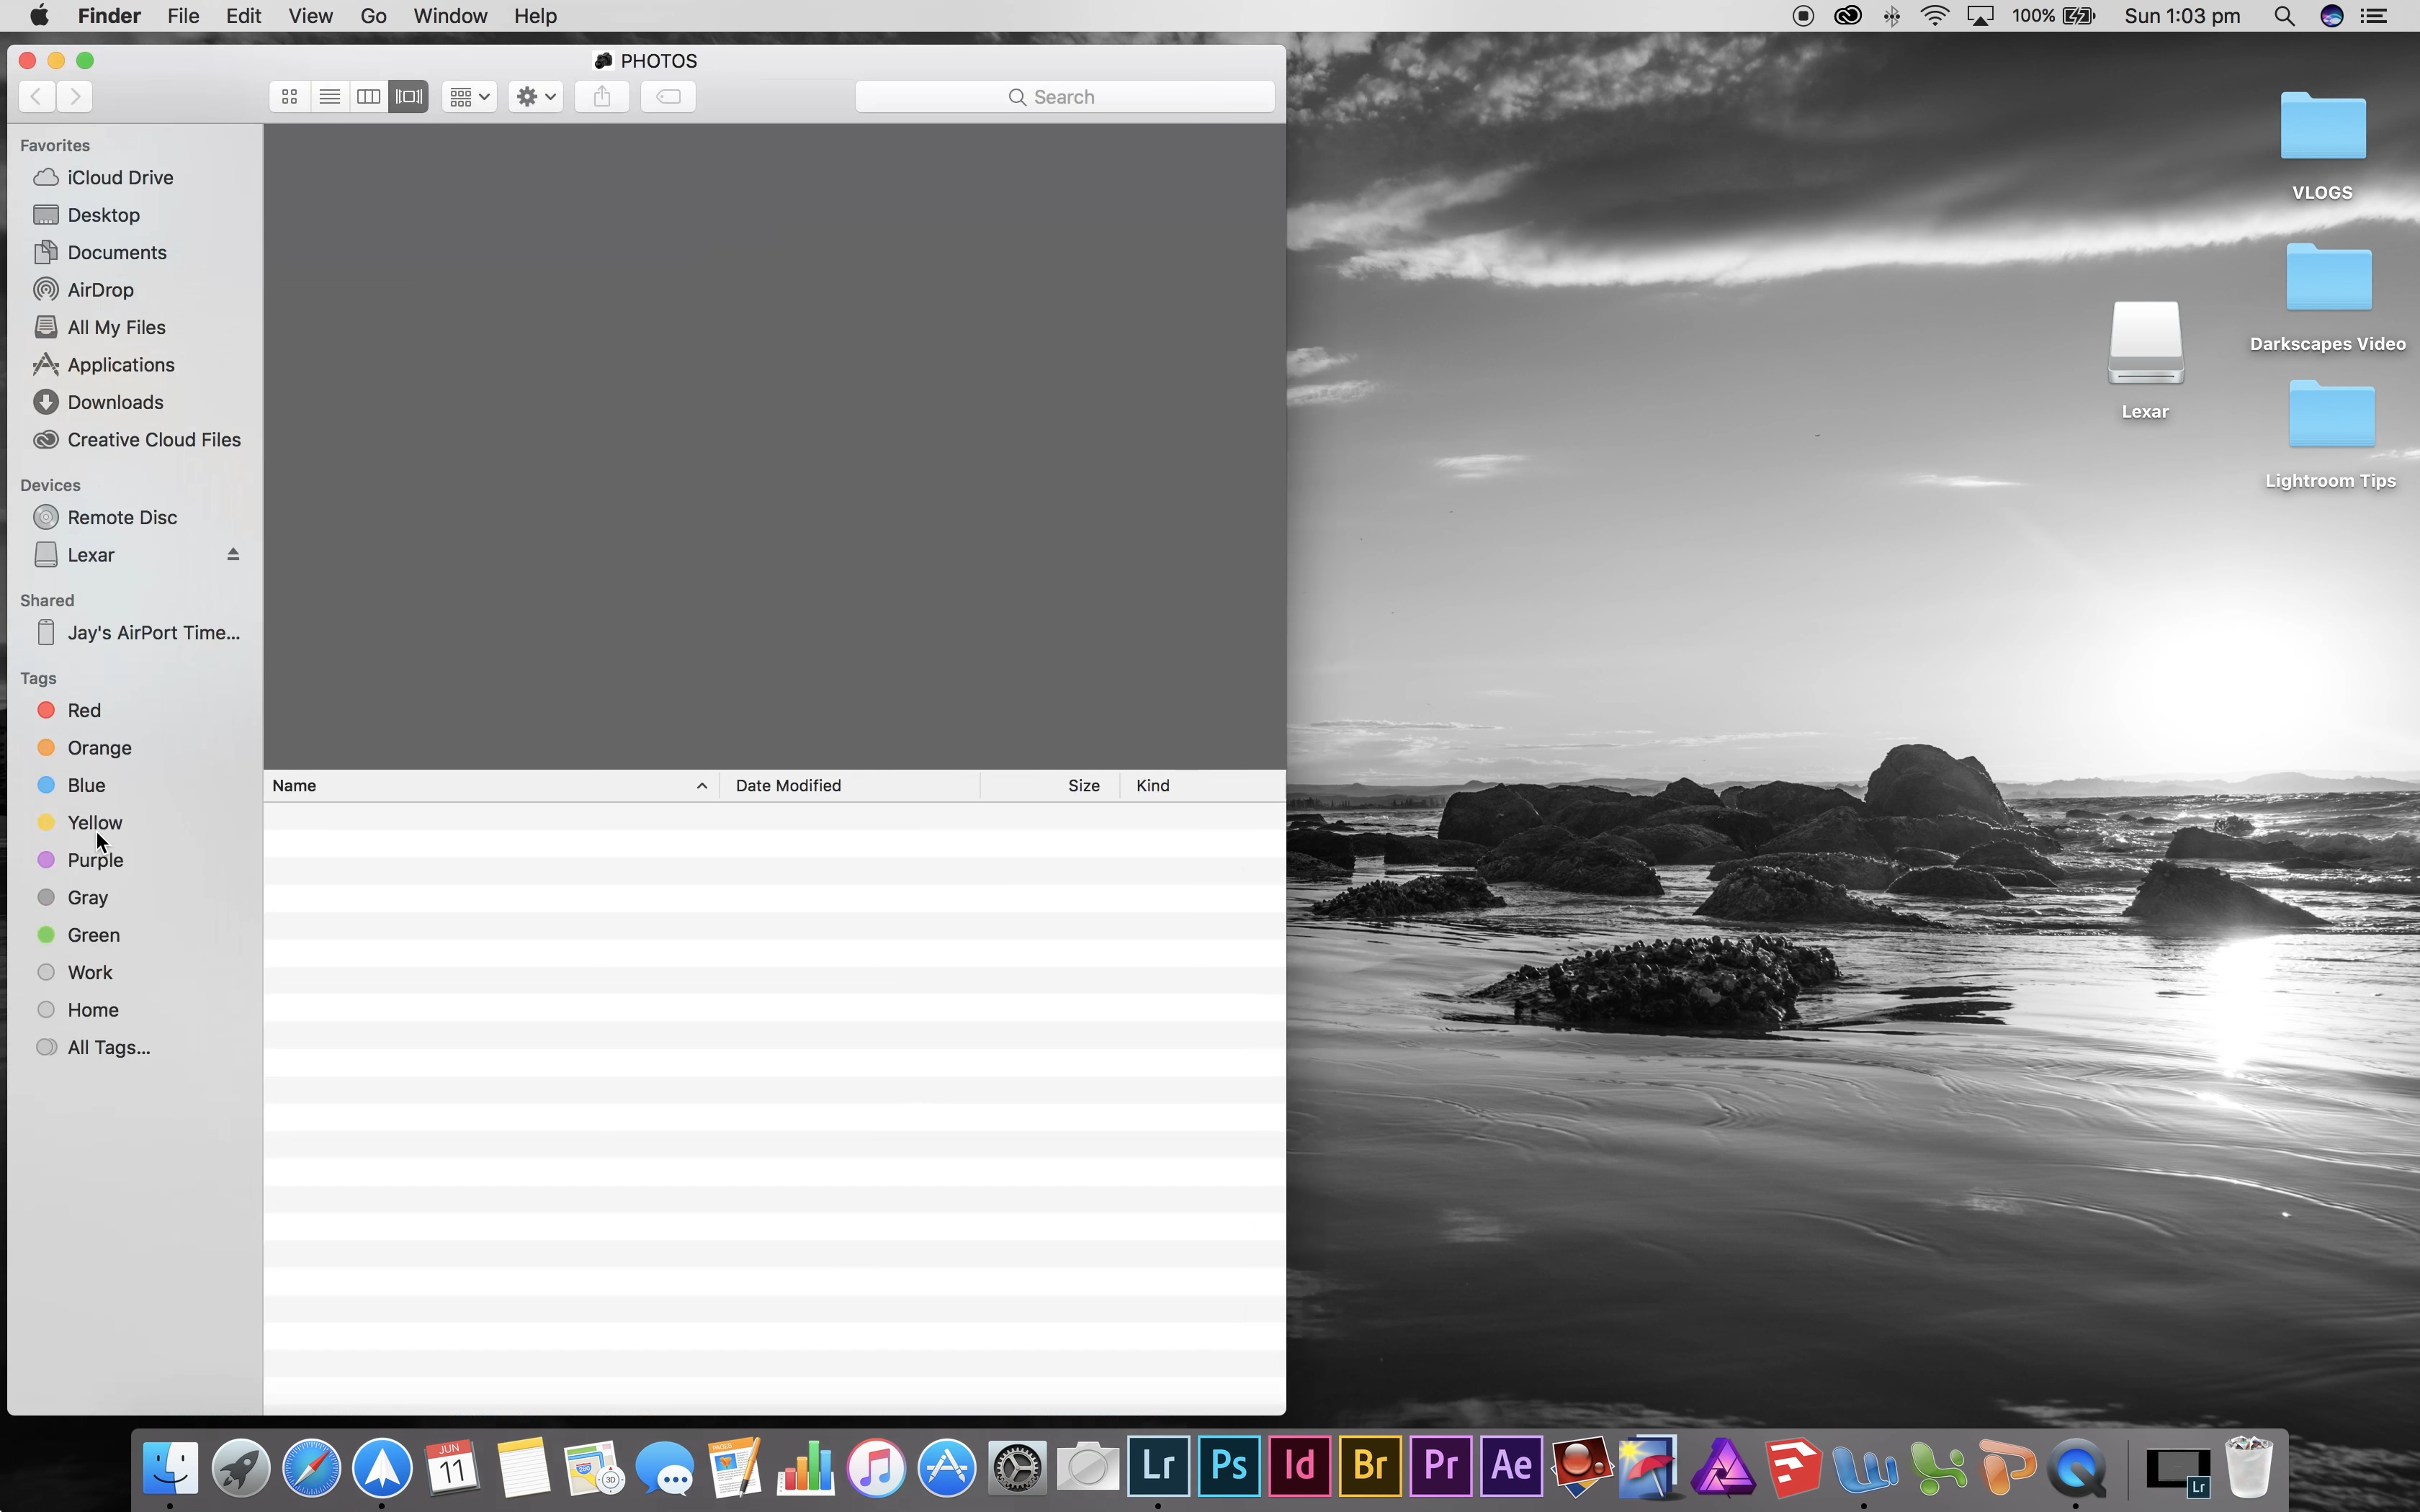 Finder File Edit View Go Window Help 100% Sun 1:03 pm
PHOTOS
Search
Favorites
iCloud Drive
Desktop
Documents
AirDrop
All My Files
Applications
Downloads
Creative Cloud Files
Devices
Remote Disc
Lexar
Shared
Jay's AirPort Time...
Tags
Red
Orange
Blue
Yellow
Purple
Gray
Green
Work
Home
All Tags...
Name Date Modified Size Kind
VLOGS
Darkscapes Video
Lexar
Lightroom Tips
JUN
11
PAGES
280
3D
Lr Ps Id Br Pr Ae
Lr